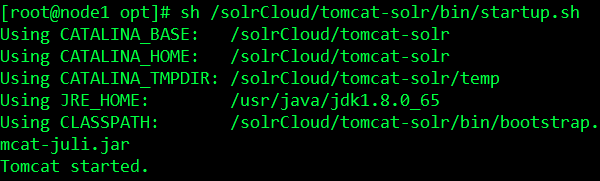 [root@node1 opt]# sh /solrCloud/tomcat-solr/bin/startup.sh
Using CATALINA_BASE:   /solrCloud/tomcat-solr
Using CATALINA_HOME:   /solrCloud/tomcat-solr
Using CATALINA_TMPDIR: /solrCloud/tomcat-solr/temp
Using JRE_HOME:        /usr/java/jdk1.8.0_65
Using CLASSPATH:       /solrCloud/tomcat-solr/bin/bootstrap.
mcat-juli.jar
Tomcat started.